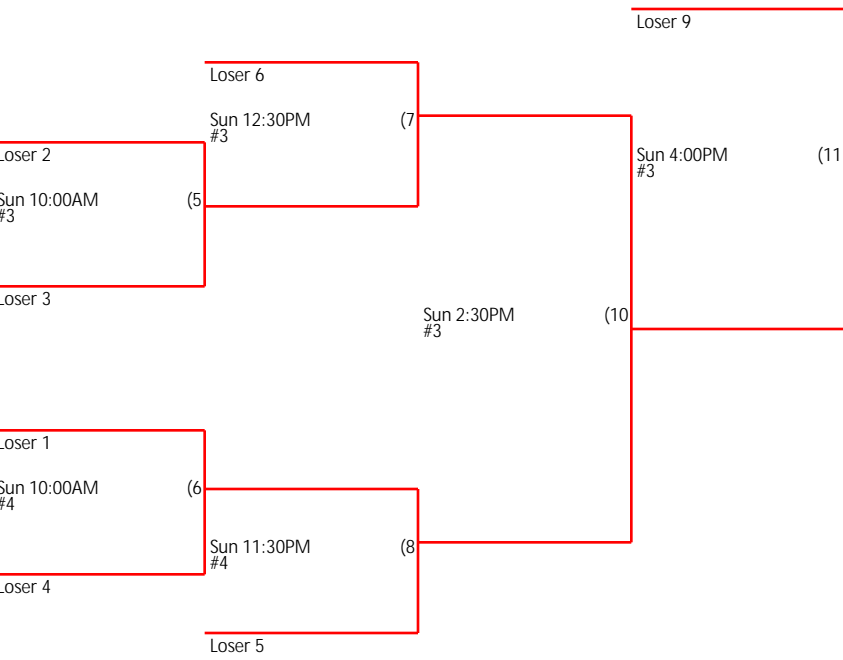 Loser 9
Loser 6
Sun 12:30PM (7
#3
Loser 2
Sun 4:00PM (11
#3
Sun 10:00AM (5
#3
Loser 3
Sun 2:30PM (10
#3
Loser 1
Sun 10:00AM (6
#4
Sun 11:30PM (8
#4
Loser 4
Loser 5